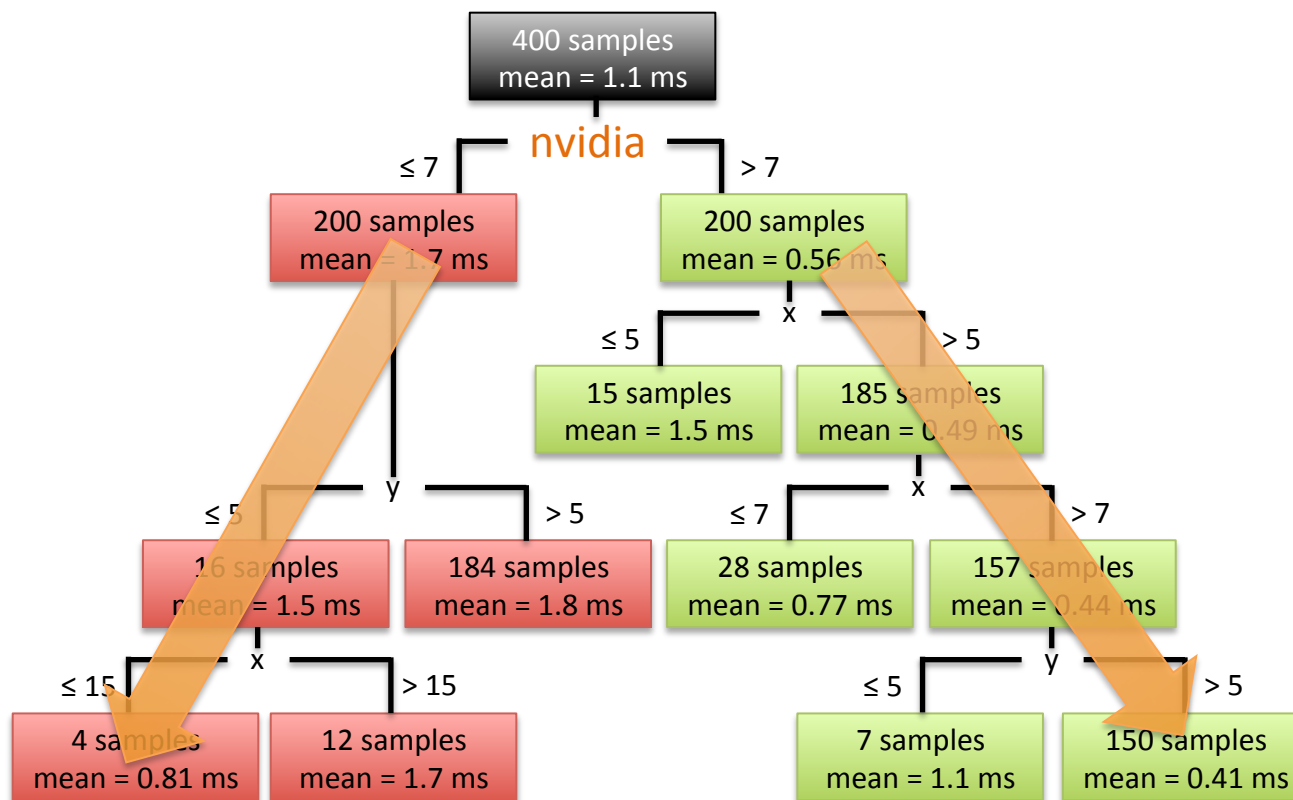 400 samples
mean = 1.1 ms
nvidia
≤ 7
> 7
200 samples
mean = 1.7 ms
200 samples
mean = 0.56 ms
x
≤ 5
> 5
15 samples
mean = 1.5 ms
185 samples
mean = 0.49 ms
y
x
≤ 5
> 5
≤ 7
> 7
16 samples
mean = 1.5 ms
184 samples
mean = 1.8 ms
28 samples
mean = 0.77 ms
157 samples
mean = 0.44 ms
x
y
≤ 15
> 15
≤ 5
> 5
4 samples
mean = 0.81 ms
12 samples
mean = 1.7 ms
7 samples
mean = 1.1 ms
150 samples
mean = 0.41 ms